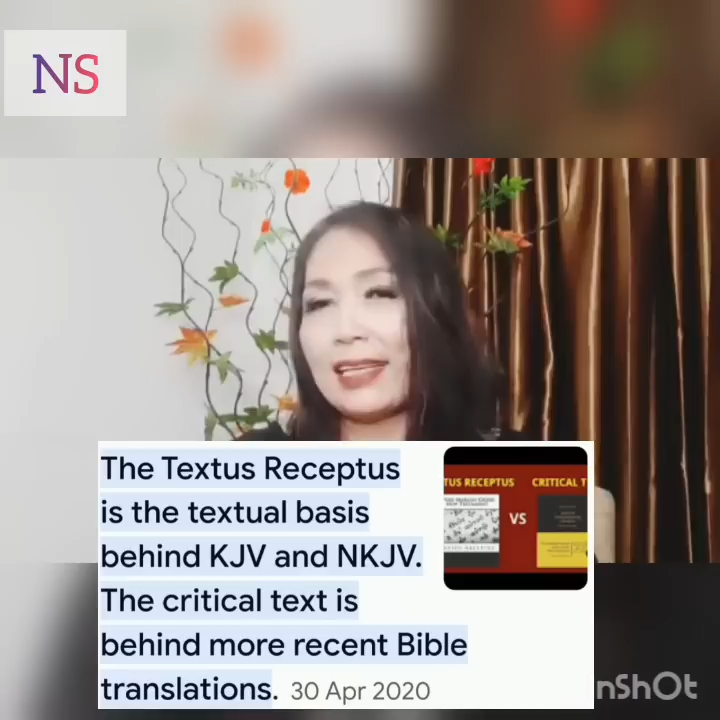 NS
The Textus Receptus
is the textual basis
behind KJV and NKJV.
The critical text is
behind more recent Bible
translations. 30 Apr 2020
TUS RECEPTUS
CRITICAL T
VS
nShOt